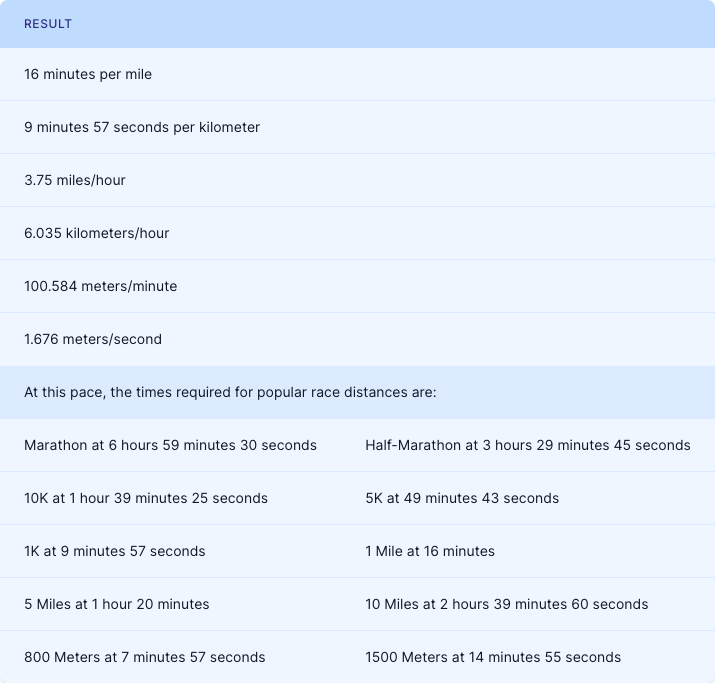 RESULT
16 minutes per mile
9 minutes 57 seconds per kilometer
3.75 miles/hour
6.035 kilometers/hour
100.584 meters/minute
1.676 meters/second
At this pace, the times required for popular race distances are:
Marathon at 6 hours 59 minutes 30 seconds
Half-Marathon at 3 hours 29 minutes 45 seconds
10K at 1 hour 39 minutes 25 seconds
5K at 49 minutes 43 seconds
1K at 9 minutes 57 seconds
1 Mile at 16 minutes
5 Miles at 1 hour 20 minutes
10 Miles at 2 hours 39 minutes 60 seconds
800 Meters at 7 minutes 57 seconds
1500 Meters at 14 minutes 55 seconds